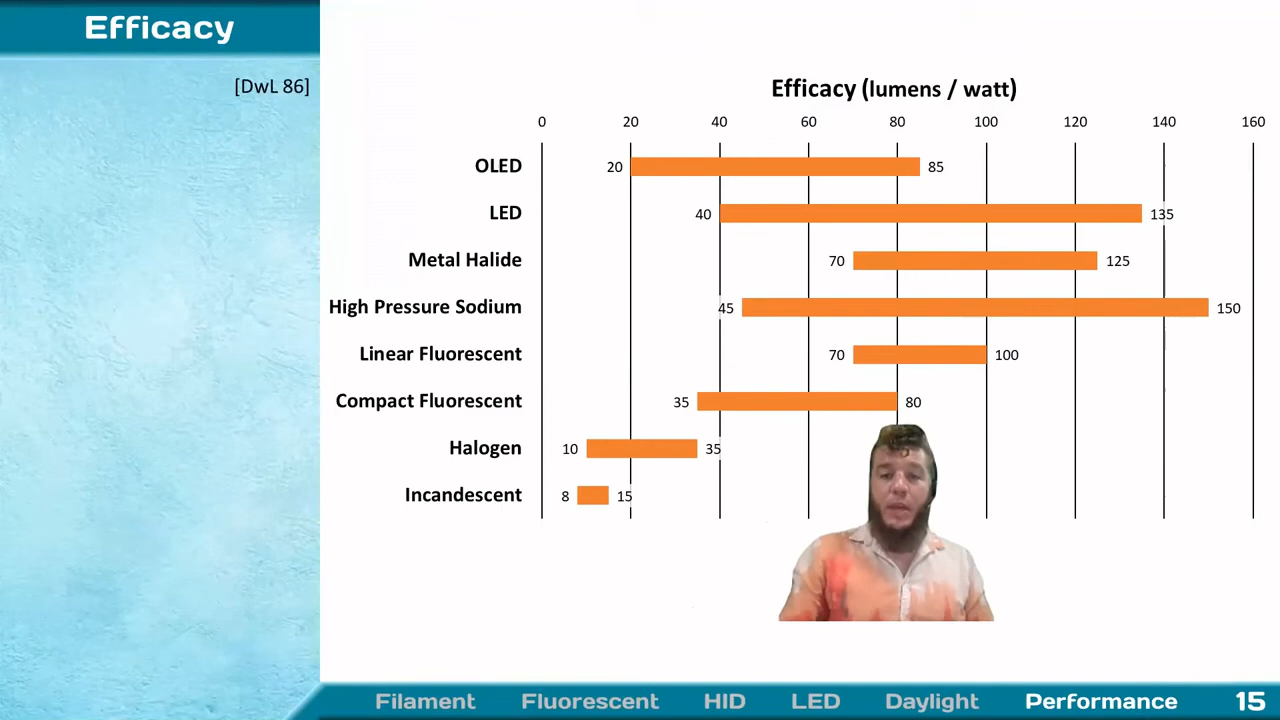 Efficacy
[DwL 86]
Efficacy (lumens / watt)
0 20 40 60 80 100 120 140 160
OLED 20 85
LED 40 135
Metal Halide 70 125
High Pressure Sodium 45 150
Linear Fluorescent 70 100
Compact Fluorescent 35 80
Halogen 10 35
Incandescent 8 15
Filament Fluorescent HID LED Daylight Performance 15